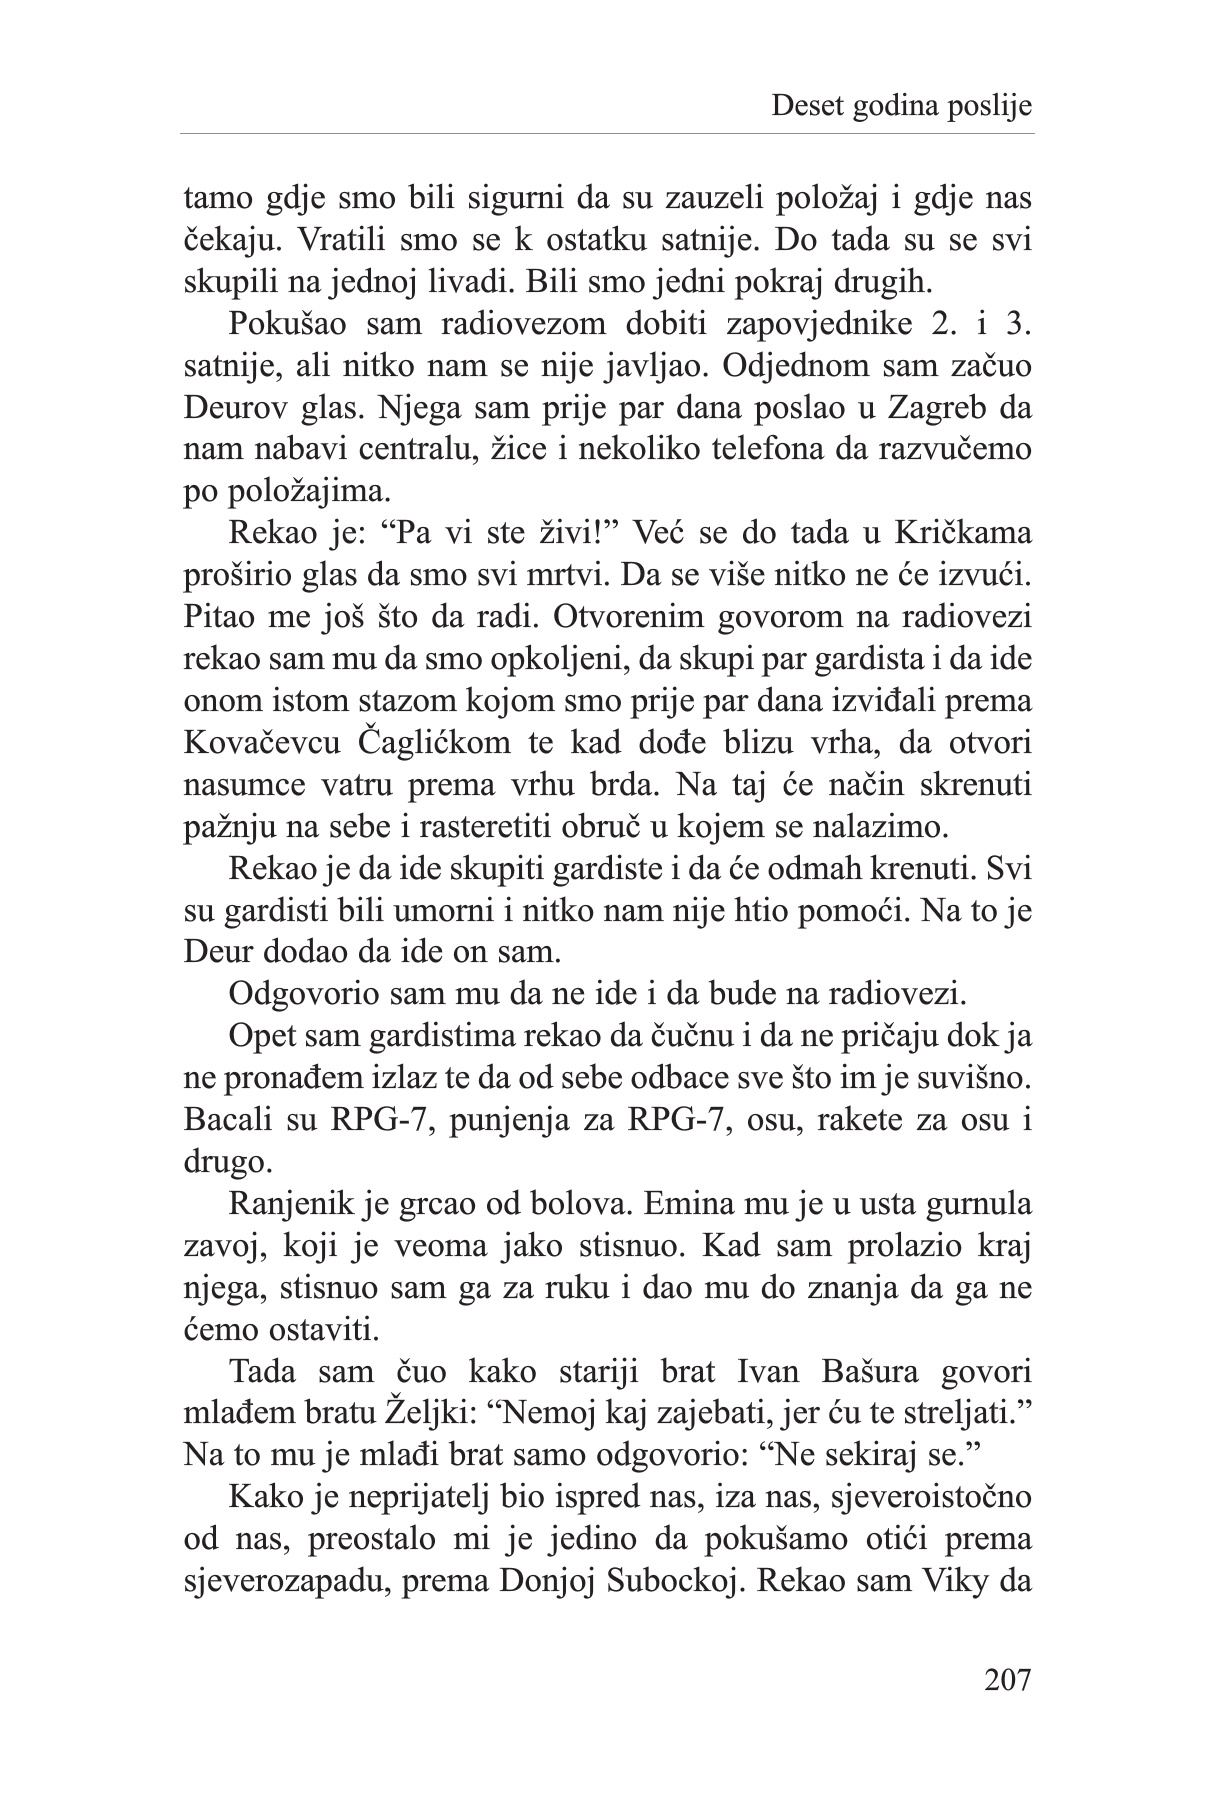 Deset godina poslije
tamo gdje smo bili sigurni da su zauzeli položaj i gdje nas
čekaju. Vratili smo se k ostatku satnije. Do tada su se svi
skupili na jednoj livadi. Bili smo jedni pokraj drugih.
Pokušao sam radiovezom dobiti zapovjednike 2. i 3.
satnije, ali nitko nam se nije javljao. Odjednom sam začuo
Deurov glas. Njega sam prije par dana poslao u Zagreb da
nam nabavi centralu, žice i nekoliko telefona da razvučemo
po položajima.
Rekao je: “Pa vi ste živi!” Već se do tada u Kričkama
proširio glas da smo svi mrtvi. Da se više nitko ne će izvući.
Pitao me još što da radi. Otvorenim govorom na radiovezi
rekao sam mu da smo opkoljeni, da skupi par gardista i da ide
onom istom stazom kojom smo prije par dana izviđali prema
Kovačevcu Čaglićkom te kad dođe blizu vrha, da otvori
nasumce vatru prema vrhu brda. Na taj će način skrenuti
pažnju na sebe i rasteretiti obruč u kojem se nalazimo.
Rekao je da ide skupiti gardiste i da će odmah krenuti. Svi
su gardisti bili umorni i nitko nam nije htio pomoći. Na to je
Deur dodao da ide on sam.
Odgovorio sam mu da ne ide i da bude na radiovezi.
Opet sam gardistima rekao da čučnu i da ne pričaju dok ja
ne pronađem izlaz te da od sebe odbace sve što im je suvišno.
Bacali su RPG-7, punjenja za RPG-7, osu, rakete za osu i
drugo.
Ranjenik je grcao od bolova. Emina mu je u usta gurnula
zavoj, koji je veoma jako stisnuo. Kad sam prolazio kraj
njega, stisnuo sam ga za ruku i dao mu do znanja da ga ne
ćemo ostaviti.
Tada sam čuo kako stariji brat Ivan Bašura govori
mlađem bratu Željki: “Nemoj kaj zajebati, jer ću te streljati.”
Na to mu je mlađi brat samo odgovorio: “Ne sekiraj se.”
Kako je neprijatelj bio ispred nas, iza nas, sjeveroistočno
od nas, preostalo mi je jedino da pokušamo otići prema
sjeverozapadu, prema Donjoj Subockoj. Rekao sam Viky da
207